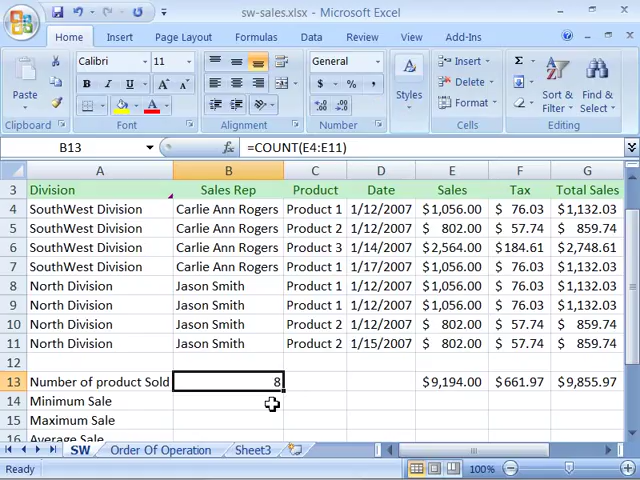 sw-sales.xlsx - Microsoft Excel
Home Insert Page Layout Formulas Data Review View Add-Ins
Paste Calibri 11 General Styles Insert Delete Format Sort & Filter Find & Select
B I U A A A $ % , Σ
Clipboard Font Alignment Number Cells Editing
B13 fx =COUNT(E4:E11)
A B C D E F G
3 Division Sales Rep Product Date Sales Tax Total Sales
4 SouthWest Division Carlie Ann Rogers Product 1 1/12/2007 $1,056.00 $ 76.03 $1,132.03
5 SouthWest Division Carlie Ann Rogers Product 2 1/12/2007 $ 802.00 $ 57.74 $ 859.74
6 SouthWest Division Carlie Ann Rogers Product 3 1/14/2007 $2,564.00 $184.61 $2,748.61
7 SouthWest Division Carlie Ann Rogers Product 1 1/17/2007 $1,056.00 $ 76.03 $1,132.03
8 North Division Jason Smith Product 1 1/12/2007 $1,056.00 $ 76.03 $1,132.03
9 North Division Jason Smith Product 1 1/12/2007 $1,056.00 $ 76.03 $1,132.03
10 North Division Jason Smith Product 2 1/12/2007 $ 802.00 $ 57.74 $ 859.74
11 North Division Jason Smith Product 2 1/15/2007 $ 802.00 $ 57.74 $ 859.74
12
13 Number of product Sold 8 $9,194.00 $661.97 $9,855.97
14 Minimum Sale
15 Maximum Sale
16 Average Sale
SW Order Of Operation Sheet3
Ready 100%